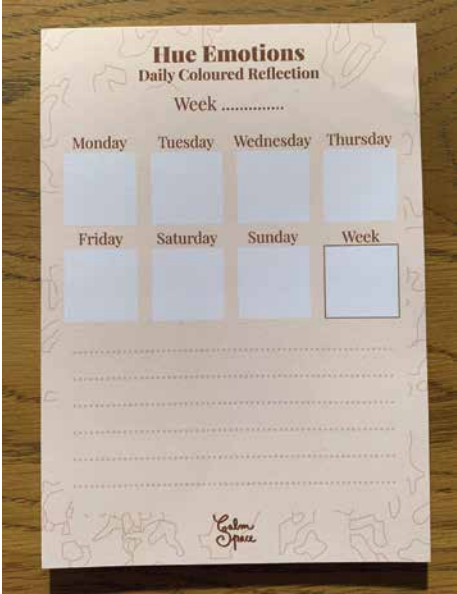 Hue Emotions
Daily Coloured Reflection
Week ..............
Monday Tuesday Wednesday Thursday
Friday Saturday Sunday Week
Calm
Space